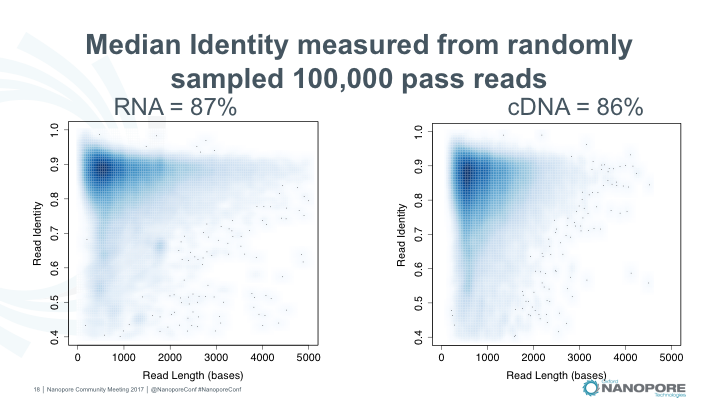 Median Identity measured from randomly
sampled 100,000 pass reads
RNA = 87%
cDNA = 86%
1.0
0.9
0.8
0.7
0.6
0.5
0.4
Read Identity
0 1000 2000 3000 4000 5000
Read Length (bases)
1.0
0.9
0.8
0.7
0.6
0.5
0.4
Read Identity
0 1000 2000 3000 4000 5000
Read Length (bases)
18 | Nanopore Community Meeting 2017 | @NanoporeConf #NanoporeConf
Oxford
NANOPORE
Technologies